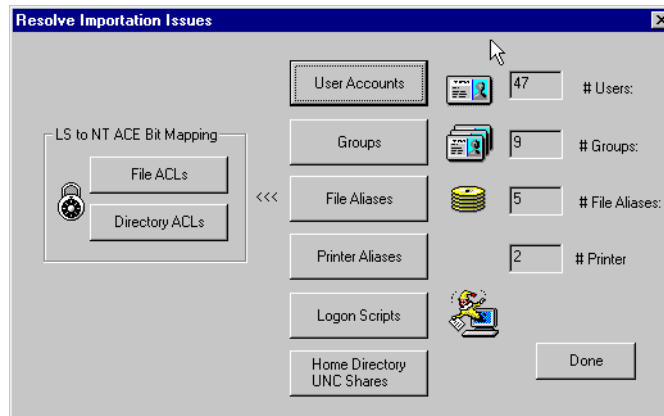 Resolve Importation Issues
User Accounts
47
# Users:
LS to NT ACE Bit Mapping
Groups
9
# Groups:
File ACLs
<<<
File Aliases
5
# File Aliases:
Directory ACLs
Printer Aliases
2
# Printer
Logon Scripts
Home Directory
UNC Shares
Done